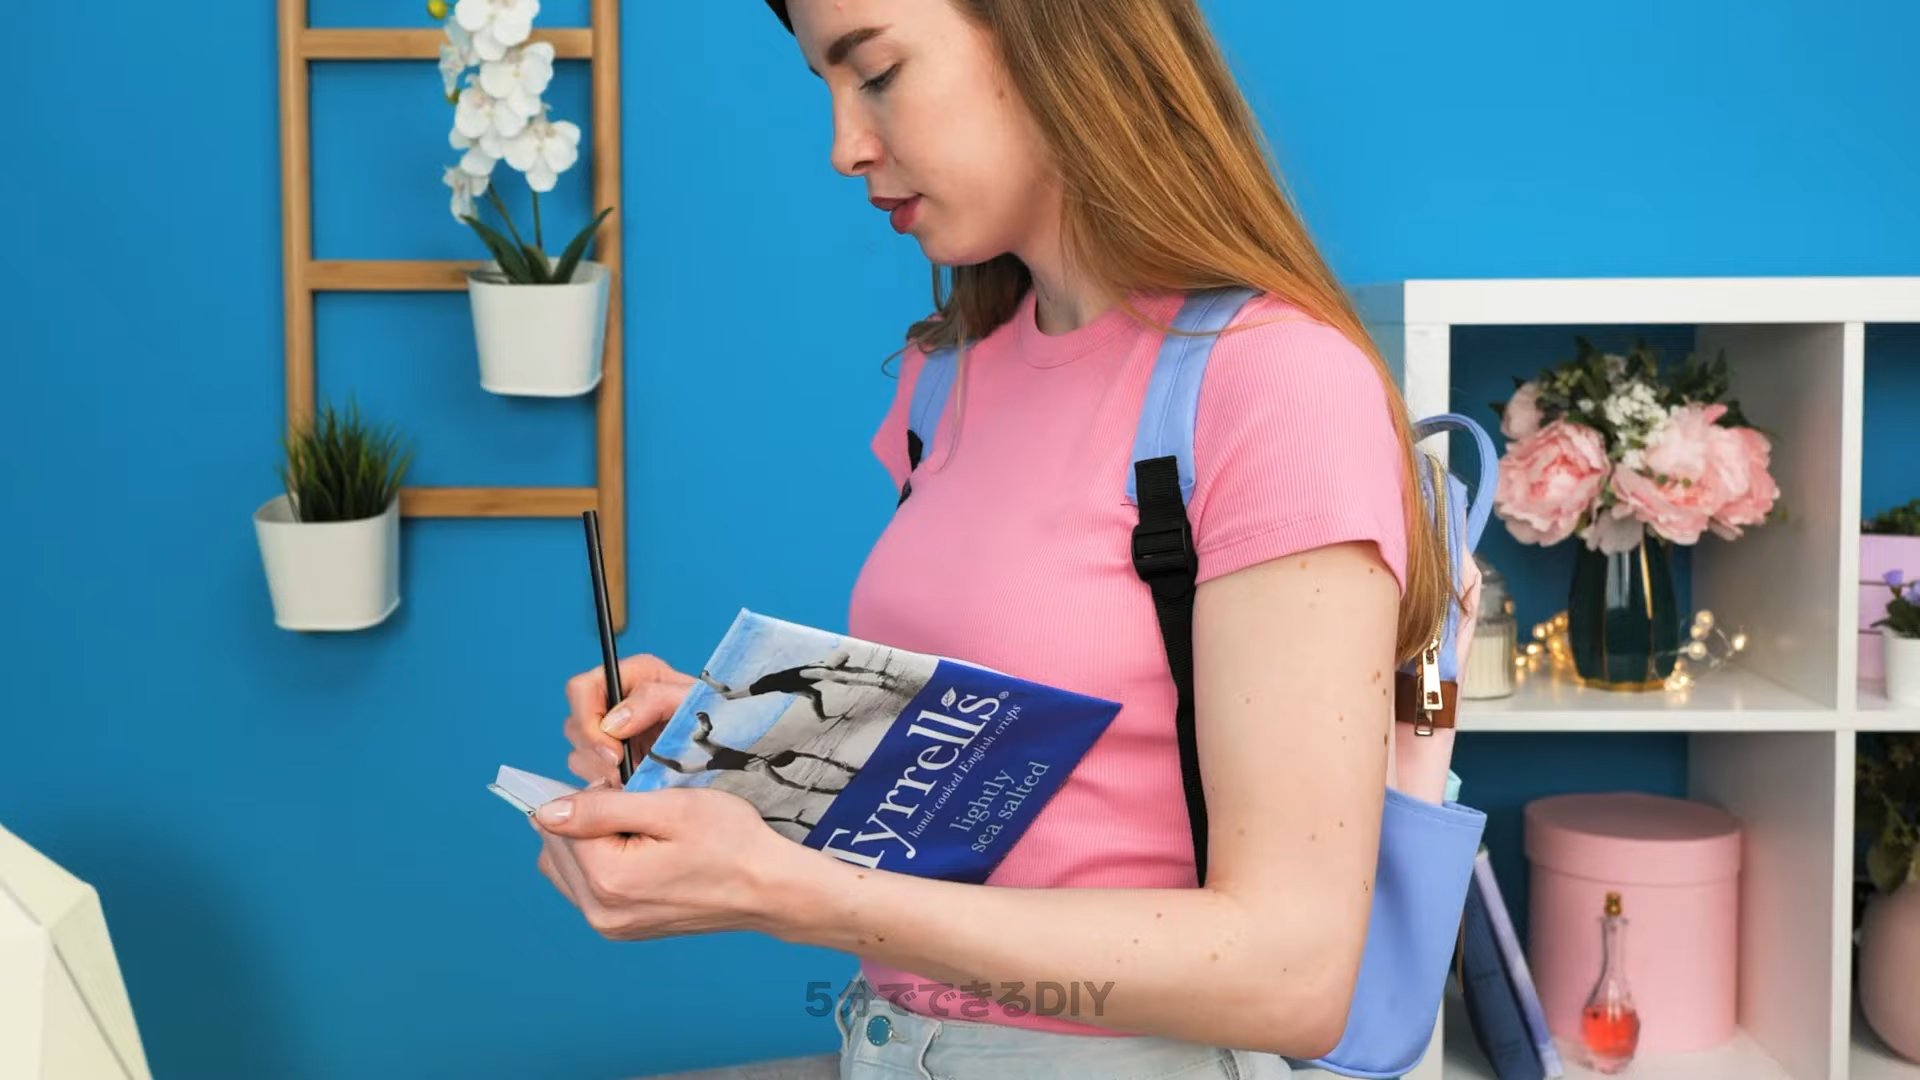 Tyrrells®
hand-cooked English crisps
lightly
sea salted
5分でできるDIY